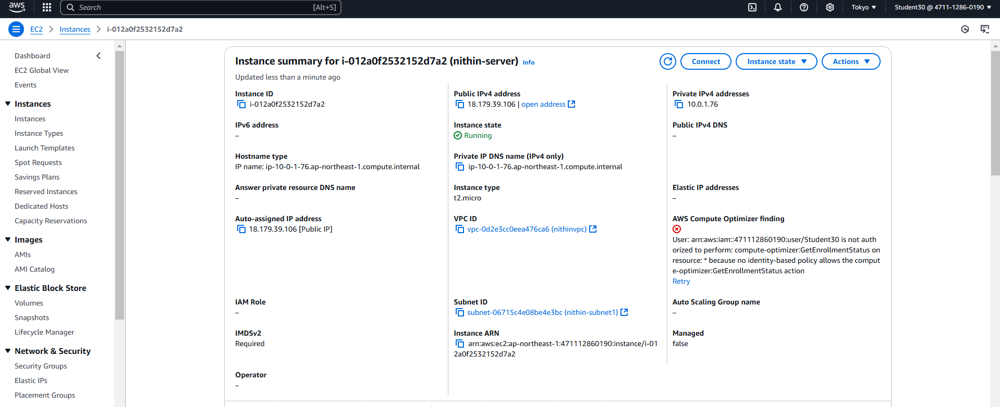 aws
Search
[Alt+S]
Tokyo
Student30 @ 4711-1286-0190
EC2
Instances
i-012a0f2532152d7a2
Dashboard
EC2 Global View
Events
Instances
Instances
Instance Types
Launch Templates
Spot Requests
Savings Plans
Reserved Instances
Dedicated Hosts
Capacity Reservations
Images
AMIs
AMI Catalog
Elastic Block Store
Volumes
Snapshots
Lifecycle Manager
Network & Security
Security Groups
Elastic IPs
Placement Groups
Instance summary for i-012a0f2532152d7a2 (nithin-server) Info
Connect
Instance state
Actions
Updated less than a minute ago
Instance ID
i-012a0f2532152d7a2
Public IPv4 address
18.179.39.106 | open address
Private IPv4 addresses
10.0.1.76
IPv6 address
–
Instance state
Running
Public IPv4 DNS
–
Hostname type
IP name: ip-10-0-1-76.ap-northeast-1.compute.internal
Private IP DNS name (IPv4 only)
ip-10-0-1-76.ap-northeast-1.compute.internal
Answer private resource DNS name
–
Instance type
t2.micro
Elastic IP addresses
–
Auto-assigned IP address
18.179.39.106 [Public IP]
VPC ID
vpc-0d2e3cc0eea476ca6 (nithinvpc)
AWS Compute Optimizer finding
User: arn:aws:iam::471112860190:user/Student30 is not auth
orized to perform: compute-optimizer:GetEnrollmentStatus on
resource: * because no identity-based policy allows the comput
e-optimizer:GetEnrollmentStatus action
Retry
IAM Role
–
Subnet ID
subnet-06715c4e08be4e3bc (nithin-subnet1)
Auto Scaling Group name
–
IMDSv2
Required
Instance ARN
arn:aws:ec2:ap-northeast-1:471112860190:instance/i-01
2a0f2532152d7a2
Managed
false
Operator
–